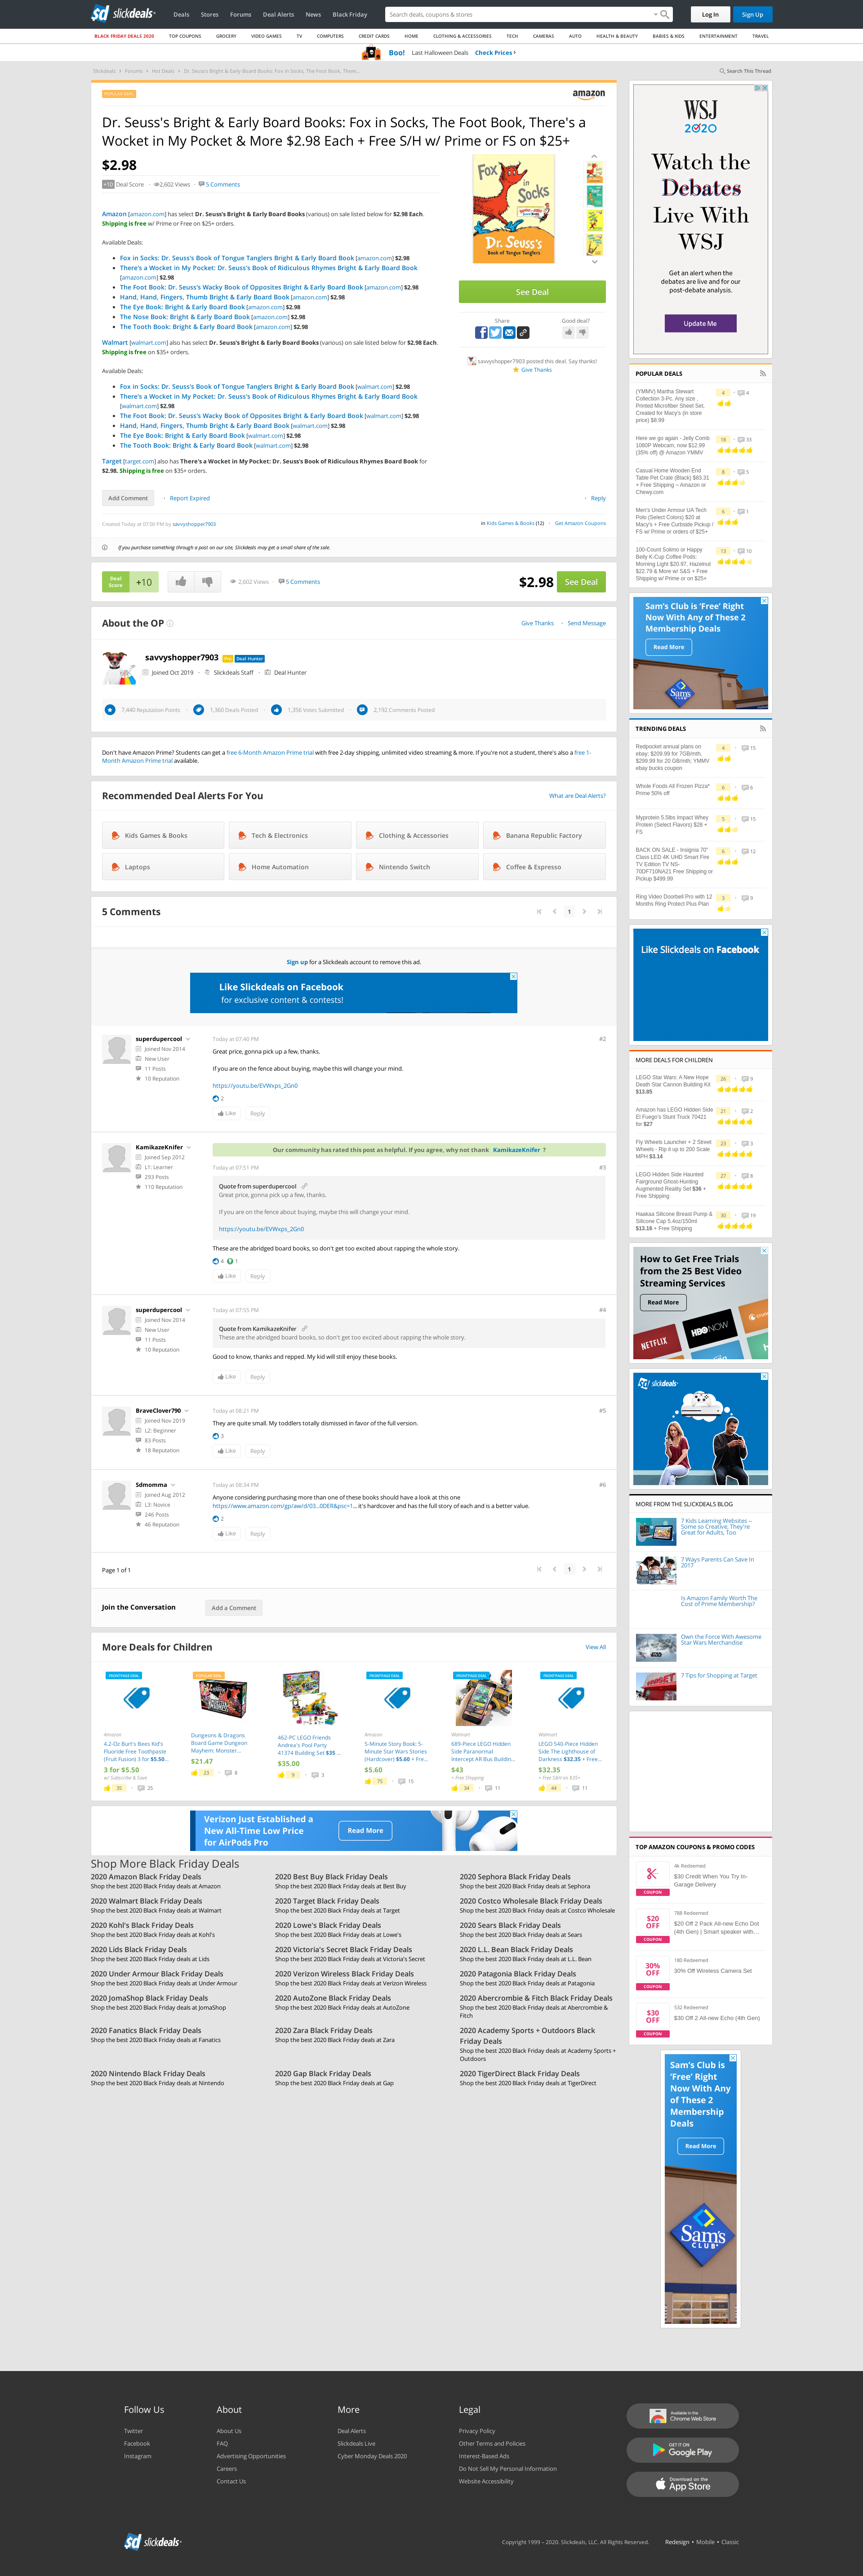 slickdeals
Deals Stores Forums Deal Alerts News Black Friday
Search deals, coupons & stores
Log In Sign Up
BLACK FRIDAY DEALS 2020 TOP COUPONS GROCERY VIDEO GAMES TV COMPUTERS CREDIT CARDS HOME CLOTHING & ACCESSORIES TECH CAMERAS AUTO HEALTH & BEAUTY BABIES & KIDS ENTERTAINMENT TRAVEL
Boo! Last Halloween Deals Check Prices
Slickdeals Forums Hot Deals Dr. Seuss's Bright & Early Board Books: Fox in Socks, The Foot Book, There...
Search This Thread
POPULAR DEAL
amazon
Dr. Seuss's Bright & Early Board Books: Fox in Socks, The Foot Book, There's a
Wocket in My Pocket & More $2.98 Each + Free S/H w/ Prime or FS on $25+
$2.98
+10 Deal Score 2,602 Views 5 Comments
Amazon [amazon.com] has select Dr. Seuss's Bright & Early Board Books (various) on sale listed below for $2.98 Each.
Shipping is free w/ Prime or Free on $25+ orders.
Available Deals:
Fox in Socks: Dr. Seuss's Book of Tongue Tanglers Bright & Early Board Book [amazon.com] $2.98
There's a Wocket in My Pocket: Dr. Seuss's Book of Ridiculous Rhymes Bright & Early Board Book
[amazon.com] $2.98
The Foot Book: Dr. Seuss's Wacky Book of Opposites Bright & Early Board Book [amazon.com] $2.98
Hand, Hand, Fingers, Thumb Bright & Early Board Book [amazon.com] $2.98
The Eye Book: Bright & Early Board Book [amazon.com] $2.98
The Nose Book: Bright & Early Board Book [amazon.com] $2.98
The Tooth Book: Bright & Early Board Book [amazon.com] $2.98
Walmart [walmart.com] also has select Dr. Seuss's Bright & Early Board Books (various) on sale listed below for $2.98 Each.
Shipping is free on $35+ orders.
Available Deals:
Fox in Socks: Dr. Seuss's Book of Tongue Tanglers Bright & Early Board Book [walmart.com] $2.98
There's a Wocket in My Pocket: Dr. Seuss's Book of Ridiculous Rhymes Bright & Early Board Book
[walmart.com] $2.98
The Foot Book: Dr. Seuss's Wacky Book of Opposites Bright & Early Board Book [walmart.com] $2.98
Hand, Hand, Fingers, Thumb Bright & Early Board Book [walmart.com] $2.98
The Eye Book: Bright & Early Board Book [walmart.com] $2.98
The Tooth Book: Bright & Early Board Book [walmart.com] $2.98
Target [target.com] also has There's a Wocket in My Pocket: Dr. Seuss's Book of Ridiculous Rhymes Board Book for
$2.98. Shipping is free on $35+ orders.
Fox
in
Socks
Dr. Seuss's
Book of Tongue Tanglers
See Deal
Share Good deal?
savvyshopper7903 posted this deal. Say thanks!
Give Thanks
Add Comment Report Expired Reply
Created Today at 07:00 PM by savvyshopper7903
in Kids Games & Books (12) Get Amazon Coupons
If you purchase something through a post on our site, Slickdeals may get a small share of the sale.
Deal Score +10 2,602 Views 5 Comments $2.98 See Deal
About the OP
Give Thanks Send Message
savvyshopper7903 Deal Hunter
Joined Oct 2019 Slickdeals Staff Deal Hunter
7,440 Reputation Points 1,360 Deals Posted 1,356 Votes Submitted 2,192 Comments Posted
Don't have Amazon Prime? Students can get a free 6-Month Amazon Prime trial with free 2-day shipping, unlimited video streaming & more. If you're not a student, there's also a free 1-
Month Amazon Prime trial available.
Recommended Deal Alerts For You
What are Deal Alerts?
Kids Games & Books Tech & Electronics Clothing & Accessories Banana Republic Factory
Laptops Home Automation Nintendo Switch Coffee & Espresso
5 Comments
1
Sign up for a Slickdeals account to remove this ad.
Like Slickdeals on Facebook
for exclusive content & contests!
superdupercool
Joined Nov 2014
New User
11 Posts
10 Reputation
Today at 07:40 PM #2
Great price, gonna pick up a few, thanks.
If you are on the fence about buying, maybe this will change your mind.
https://youtu.be/EVWxps_2Gn0
2
Like Reply
KamikazeKnifer
Joined Sep 2012
L1: Learner
293 Posts
110 Reputation
Our community has rated this post as helpful. If you agree, why not thank KamikazeKnifer ?
Today at 07:51 PM #3
Quote from superdupercool
Great price, gonna pick up a few, thanks.
If you are on the fence about buying, maybe this will change your mind.
https://youtu.be/EVWxps_2Gn0
These are the abridged board books, so don't get too excited about rapping the whole story.
4 1
Like Reply
superdupercool
Joined Nov 2014
New User
11 Posts
10 Reputation
Today at 07:55 PM #4
Quote from KamikazeKnifer
These are the abridged board books, so don't get too excited about rapping the whole story.
Good to know, thanks and repped. My kid will still enjoy these books.
Like Reply
BraveClover790
Joined Nov 2019
L2: Beginner
83 Posts
18 Reputation
Today at 08:21 PM #5
They are quite small. My toddlers totally dismissed in favor of the full version.
3
Like Reply
Sdmomma
Joined Aug 2012
L3: Novice
246 Posts
46 Reputation
Today at 08:34 PM #6
Anyone considering purchasing more than one of these books should have a look at this one
https://www.amazon.com/gp/aw/d/03...0DER&psc=1... it's hardcover and has the full story of each and is a better value.
2
Like Reply
Page 1 of 1 1
Join the Conversation Add a Comment
More Deals for Children
View All
FRONTPAGE DEAL
Amazon
4.2-Oz Burt's Bees Kid's
Fluoride Free Toothpaste
(Fruit Fusion) 3 for $5.50...
3 for $5.50
w/ Subscribe & Save
35 25
POPULAR DEAL
Dungeons & Dragons
Board Game Dungeon
Mayhem: Monster...
$21.47
23 8
462-PC LEGO Friends
Andrea's Pool Party
41374 Building Set $35 ...
$35.00
9 3
FRONTPAGE DEAL
Amazon
5-Minute Story Book: 5-
Minute Star Wars Stories
(Hardcover) $5.60 + Fre...
$5.60
75 15
FRONTPAGE DEAL
Walmart
689-Piece LEGO Hidden
Side Paranormal
Intercept AR Bus Buildin...
$43
+ Free Shipping
34 11
FRONTPAGE DEAL
Walmart
LEGO 540-Piece Hidden
Side The Lighthouse of
Darkness $32.35 + Free...
$32.35
+ Free S&H on $35+
44 11
Verizon Just Established a
New All-Time Low Price
for AirPods Pro
Read More
Shop More Black Friday Deals
2020 Amazon Black Friday Deals
Shop the best 2020 Black Friday deals at Amazon
2020 Best Buy Black Friday Deals
Shop the best 2020 Black Friday deals at Best Buy
2020 Sephora Black Friday Deals
Shop the best 2020 Black Friday deals at Sephora
2020 Walmart Black Friday Deals
Shop the best 2020 Black Friday deals at Walmart
2020 Target Black Friday Deals
Shop the best 2020 Black Friday deals at Target
2020 Costco Wholesale Black Friday Deals
Shop the best 2020 Black Friday deals at Costco Wholesale
2020 Kohl's Black Friday Deals
Shop the best 2020 Black Friday deals at Kohl's
2020 Lowe's Black Friday Deals
Shop the best 2020 Black Friday deals at Lowe's
2020 Sears Black Friday Deals
Shop the best 2020 Black Friday deals at Sears
2020 Lids Black Friday Deals
Shop the best 2020 Black Friday deals at Lids
2020 Victoria's Secret Black Friday Deals
Shop the best 2020 Black Friday deals at Victoria's Secret
2020 L.L. Bean Black Friday Deals
Shop the best 2020 Black Friday deals at L.L. Bean
2020 Under Armour Black Friday Deals
Shop the best 2020 Black Friday deals at Under Armour
2020 Verizon Wireless Black Friday Deals
Shop the best 2020 Black Friday deals at Verizon Wireless
2020 Patagonia Black Friday Deals
Shop the best 2020 Black Friday deals at Patagonia
2020 JomaShop Black Friday Deals
Shop the best 2020 Black Friday deals at JomaShop
2020 AutoZone Black Friday Deals
Shop the best 2020 Black Friday deals at AutoZone
2020 Abercrombie & Fitch Black Friday Deals
Shop the best 2020 Black Friday deals at Abercrombie &
Fitch
2020 Fanatics Black Friday Deals
Shop the best 2020 Black Friday deals at Fanatics
2020 Zara Black Friday Deals
Shop the best 2020 Black Friday deals at Zara
2020 Academy Sports + Outdoors Black
Friday Deals
Shop the best 2020 Black Friday deals at Academy Sports +
Outdoors
2020 Nintendo Black Friday Deals
Shop the best 2020 Black Friday deals at Nintendo
2020 Gap Black Friday Deals
Shop the best 2020 Black Friday deals at Gap
2020 TigerDirect Black Friday Deals
Shop the best 2020 Black Friday deals at TigerDirect
WSJ
2020
Watch the
Debates
Live With
WSJ
Get an alert when the
debates are live and for our
post-debate analysis.
Update Me
POPULAR DEALS
(YMMV) Martha Stewart
Collection 3-Pc. Any size ,
Printed Microfiber Sheet Set,
Created for Macy's (in store
price) $8.99
4 4
Here we go again - Jelly Comb
1080P Webcam, now $12.99
(35% off) @ Amazon YMMV
18 33
Casual Home Wooden End
Table Pet Crate (Black) $83.31
+ Free Shipping ~ Amazon or
Chewy.com
8 5
Men's Under Armour UA Tech
Polo (Select Colors) $20 at
Macy's + Free Curbside Pickup /
FS w/ Prime or orders of $25+
6 1
100-Count Solimo or Happy
Belly K-Cup Coffee Pods:
Morning Light $20.97, Hazelnut
$22.79 & More w/ S&S + Free
Shipping w/ Prime or on $25+
13 10
Sam's Club is 'Free' Right
Now With Any of These 2
Membership Deals
Read More
Sam's
TRENDING DEALS
Redpocket annual plans on
ebay: $209.99 for 7GB/mth,
$299.99 for 20 GB/mth; YMMV
ebay bucks coupon
4 15
Whole Foods All Frozen Pizza*
Prime 50% off
6 6
Myprotein 5.5lbs Impact Whey
Protein (Select Flavors) $28 +
FS
5 15
BACK ON SALE - Insignia 70"
Class LED 4K UHD Smart Fire
TV Edition TV NS-
70DF710NA21 Free Shipping or
Pickup $499.99
6 12
Ring Video Doorbell Pro with 12
Months Ring Protect Plus Plan
3 9
Like Slickdeals on Facebook
MORE DEALS FOR CHILDREN
LEGO Star Wars: A New Hope
Death Star Cannon Building Kit
$13.85
26 9
Amazon has LEGO Hidden Side
El Fuego's Stunt Truck 70421
for $27
21 2
Fly Wheels Launcher + 2 Street
Wheels - Rip it up to 200 Scale
MPH $3.14
23 3
LEGO Hidden Side Haunted
Fairground Ghost-Hunting
Augmented Reality Set $36 +
Free Shipping
27 8
Haakaa Silicone Breast Pump &
Silicone Cap 5.4oz/150ml
$13.16 + Free Shipping
30 19
How to Get Free Trials
from the 25 Best Video
Streaming Services
Read More
NETFLIX HBO NOW
slickdeals
MORE FROM THE SLICKDEALS BLOG
7 Kids Learning Websites –
Some so Creative, They're
Great for Adults, Too
7 Ways Parents Can Save in
2017
Is Amazon Family Worth The
Cost of Prime Membership?
Own the Force With Awesome
Star Wars Merchandise
7 Tips for Shopping at Target
TOP AMAZON COUPONS & PROMO CODES
COUPON
4k Redeemed
$30 Credit When You Try In-
Garage Delivery
$20
OFF
COUPON
788 Redeemed
$20 Off 2 Pack All-new Echo Dot
(4th Gen) | Smart speaker with...
30%
OFF
COUPON
180 Redeemed
30% Off Wireless Camera Set
$30
OFF
COUPON
532 Redeemed
$30 Off 2 All-new Echo (4th Gen)
Sam's Club is
'Free' Right
Now With Any
of These 2
Membership
Deals
Read More
Sam's
CLUB
Follow Us
Twitter
Facebook
Instagram
About
About Us
FAQ
Advertising Opportunities
Careers
Contact Us
More
Deal Alerts
Slickdeals Live
Cyber Monday Deals 2020
Legal
Privacy Policy
Other Terms and Policies
Interest-Based Ads
Do Not Sell My Personal Information
Website Accessibility
Available in the
Chrome Web Store
GET IT ON
Google Play
Download on the
App Store
slickdeals
Copyright 1999 – 2020. Slickdeals, LLC. All Rights Reserved. Redesign • Mobile • Classic